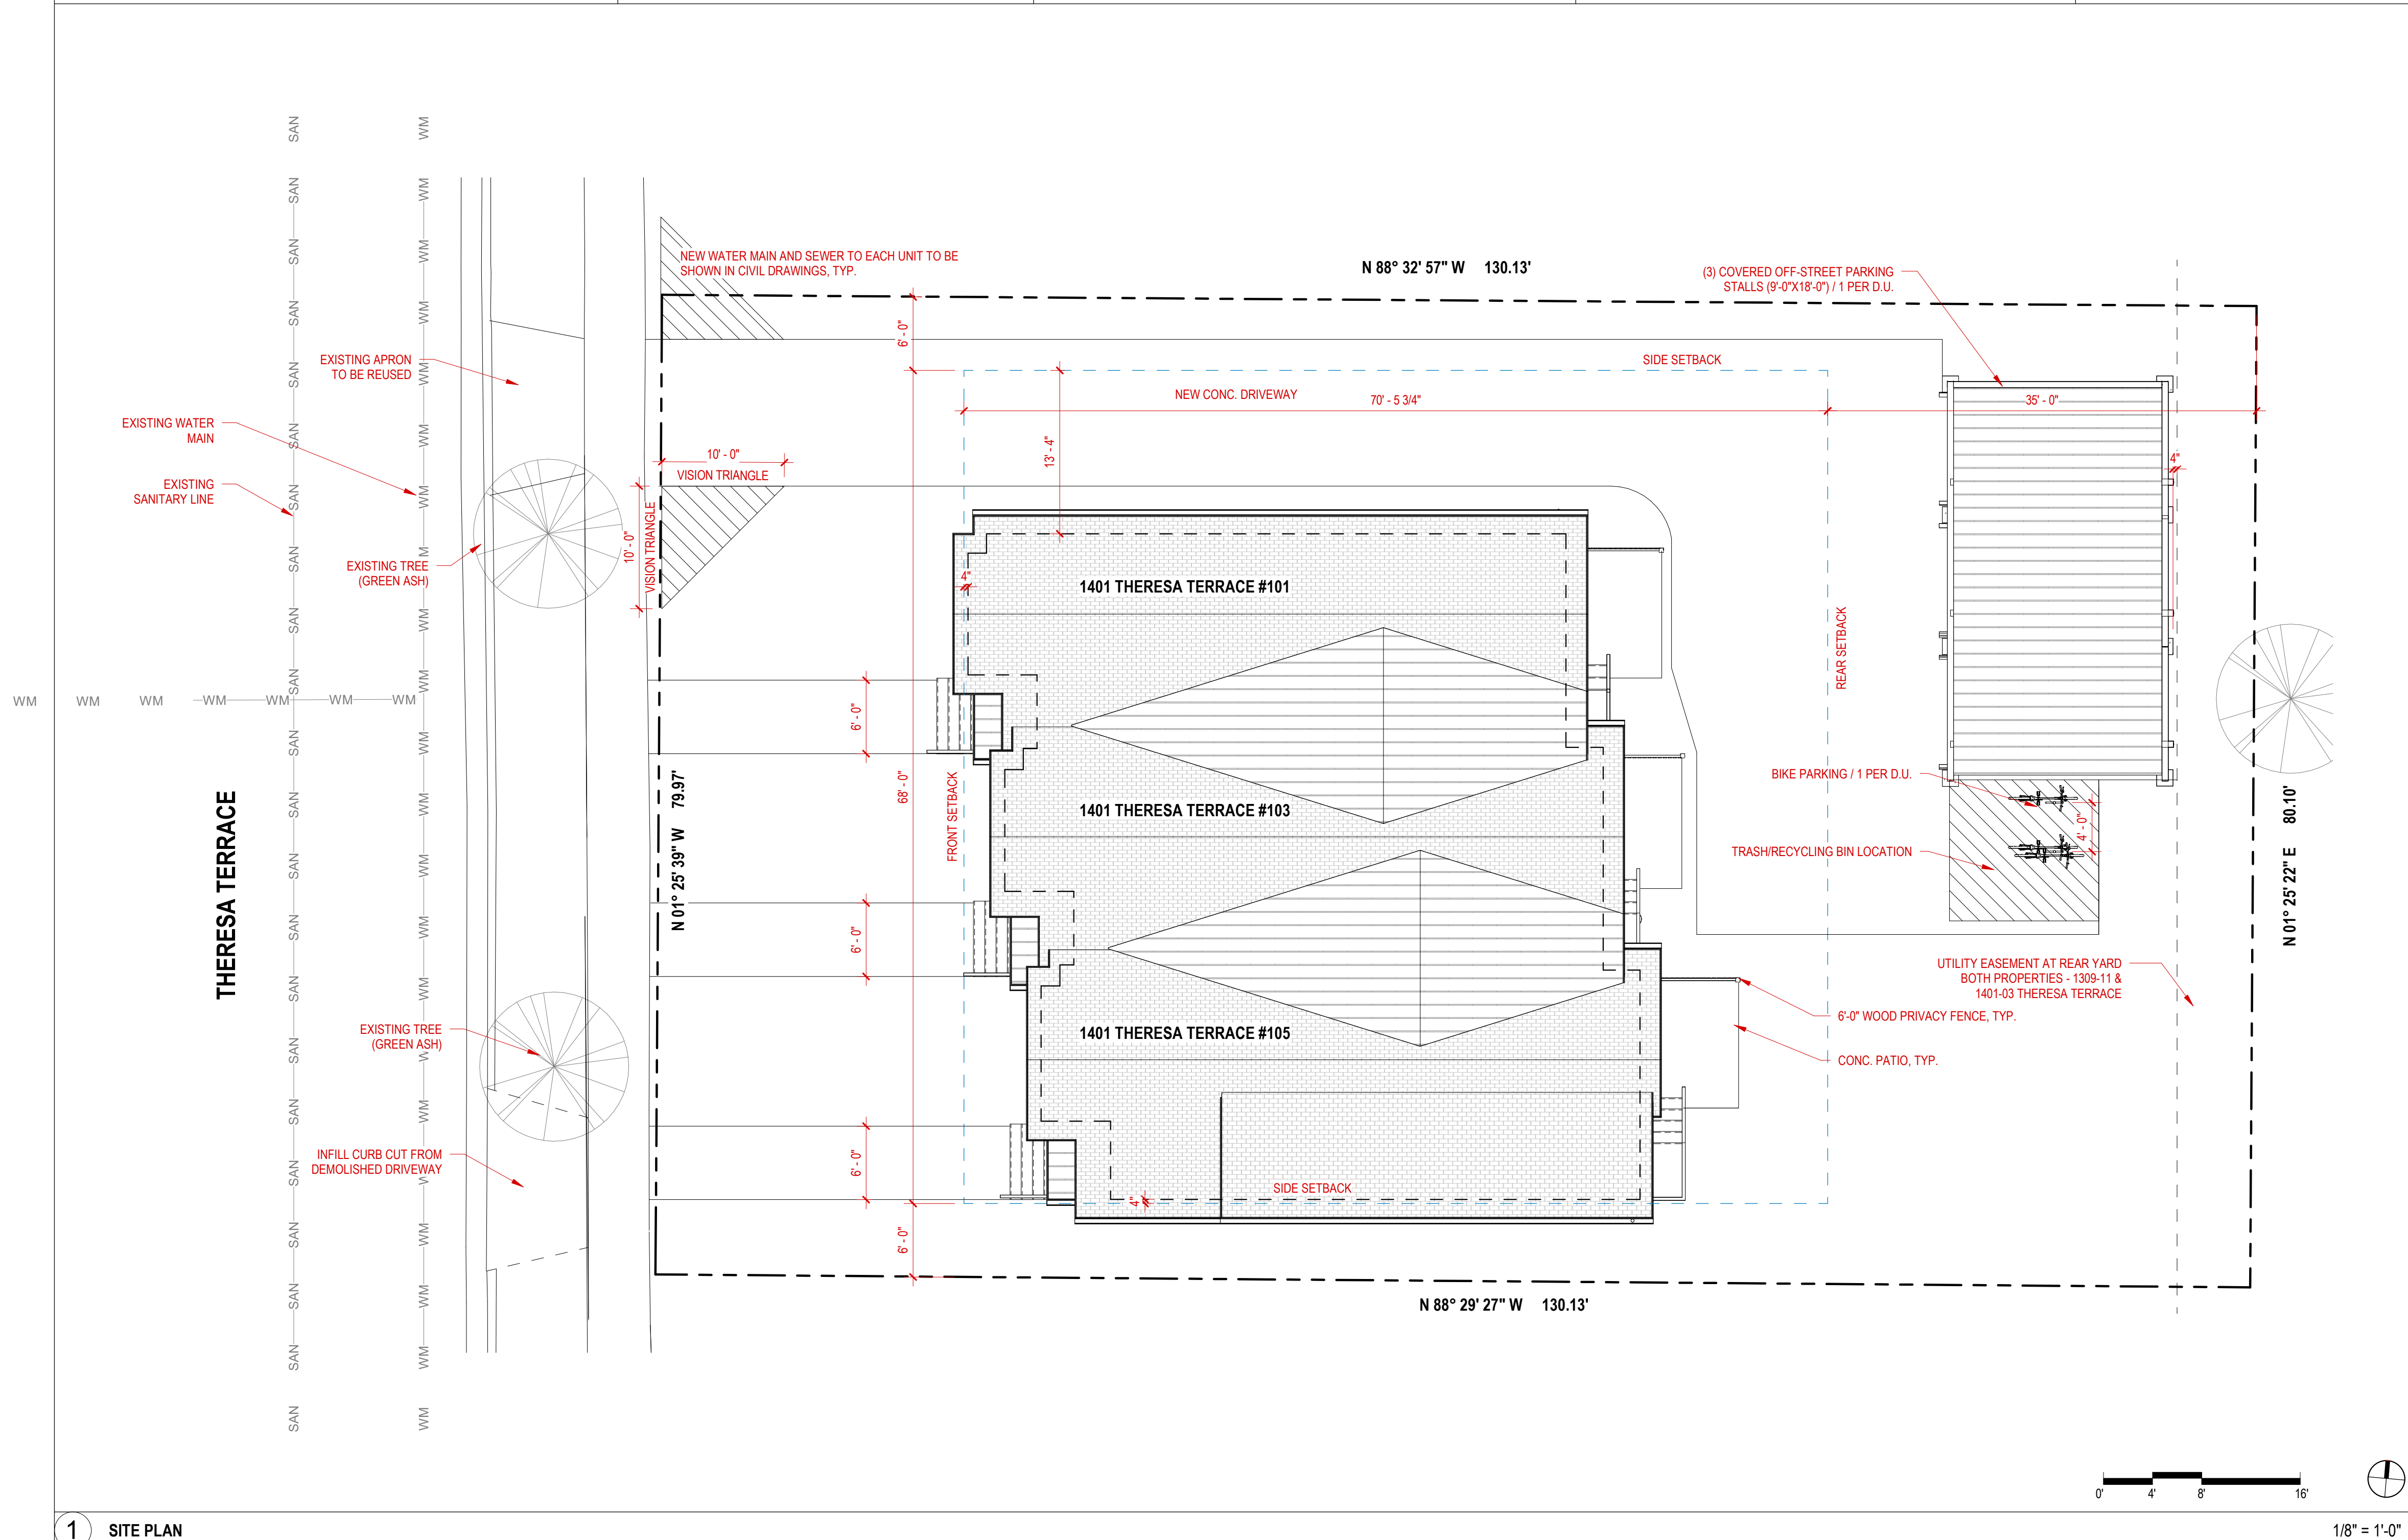 SAN
WM
NEW WATER MAIN AND SEWER TO EACH UNIT TO BE
SHOWN IN CIVIL DRAWINGS, TYP.
N 88° 32' 57" W 130.13'
(3) COVERED OFF-STREET PARKING
STALLS (9'-0"X18'-0") / 1 PER D.U.
6' - 0"
EXISTING APRON
TO BE REUSED
SIDE SETBACK
NEW CONC. DRIVEWAY
70' - 5 3/4"
35' - 0"
EXISTING WATER
MAIN
13' - 4"
10' - 0"
VISION TRIANGLE
4"
EXISTING
SANITARY LINE
10' - 0"
VISION TRIANGLE
EXISTING TREE
(GREEN ASH)
4"
1401 THERESA TERRACE #101
REAR SETBACK
WM WM WM WM WM WM WM
6' - 0"
THERESA TERRACE
N 01° 25' 39" W 79.97'
68' - 0"
FRONT SETBACK
1401 THERESA TERRACE #103
BIKE PARKING / 1 PER D.U.
4' - 0"
TRASH/RECYCLING BIN LOCATION
N 01° 25' 22" E 80.10'
6' - 0"
UTILITY EASEMENT AT REAR YARD
BOTH PROPERTIES - 1309-11 &
1401-03 THERESA TERRACE
6'-0" WOOD PRIVACY FENCE, TYP.
EXISTING TREE
(GREEN ASH)
1401 THERESA TERRACE #105
CONC. PATIO, TYP.
INFILL CURB CUT FROM
DEMOLISHED DRIVEWAY
6' - 0"
SIDE SETBACK
4"
6' - 0"
N 88° 29' 27" W 130.13'
0' 4' 8' 16'
1 SITE PLAN
1/8" = 1'-0"